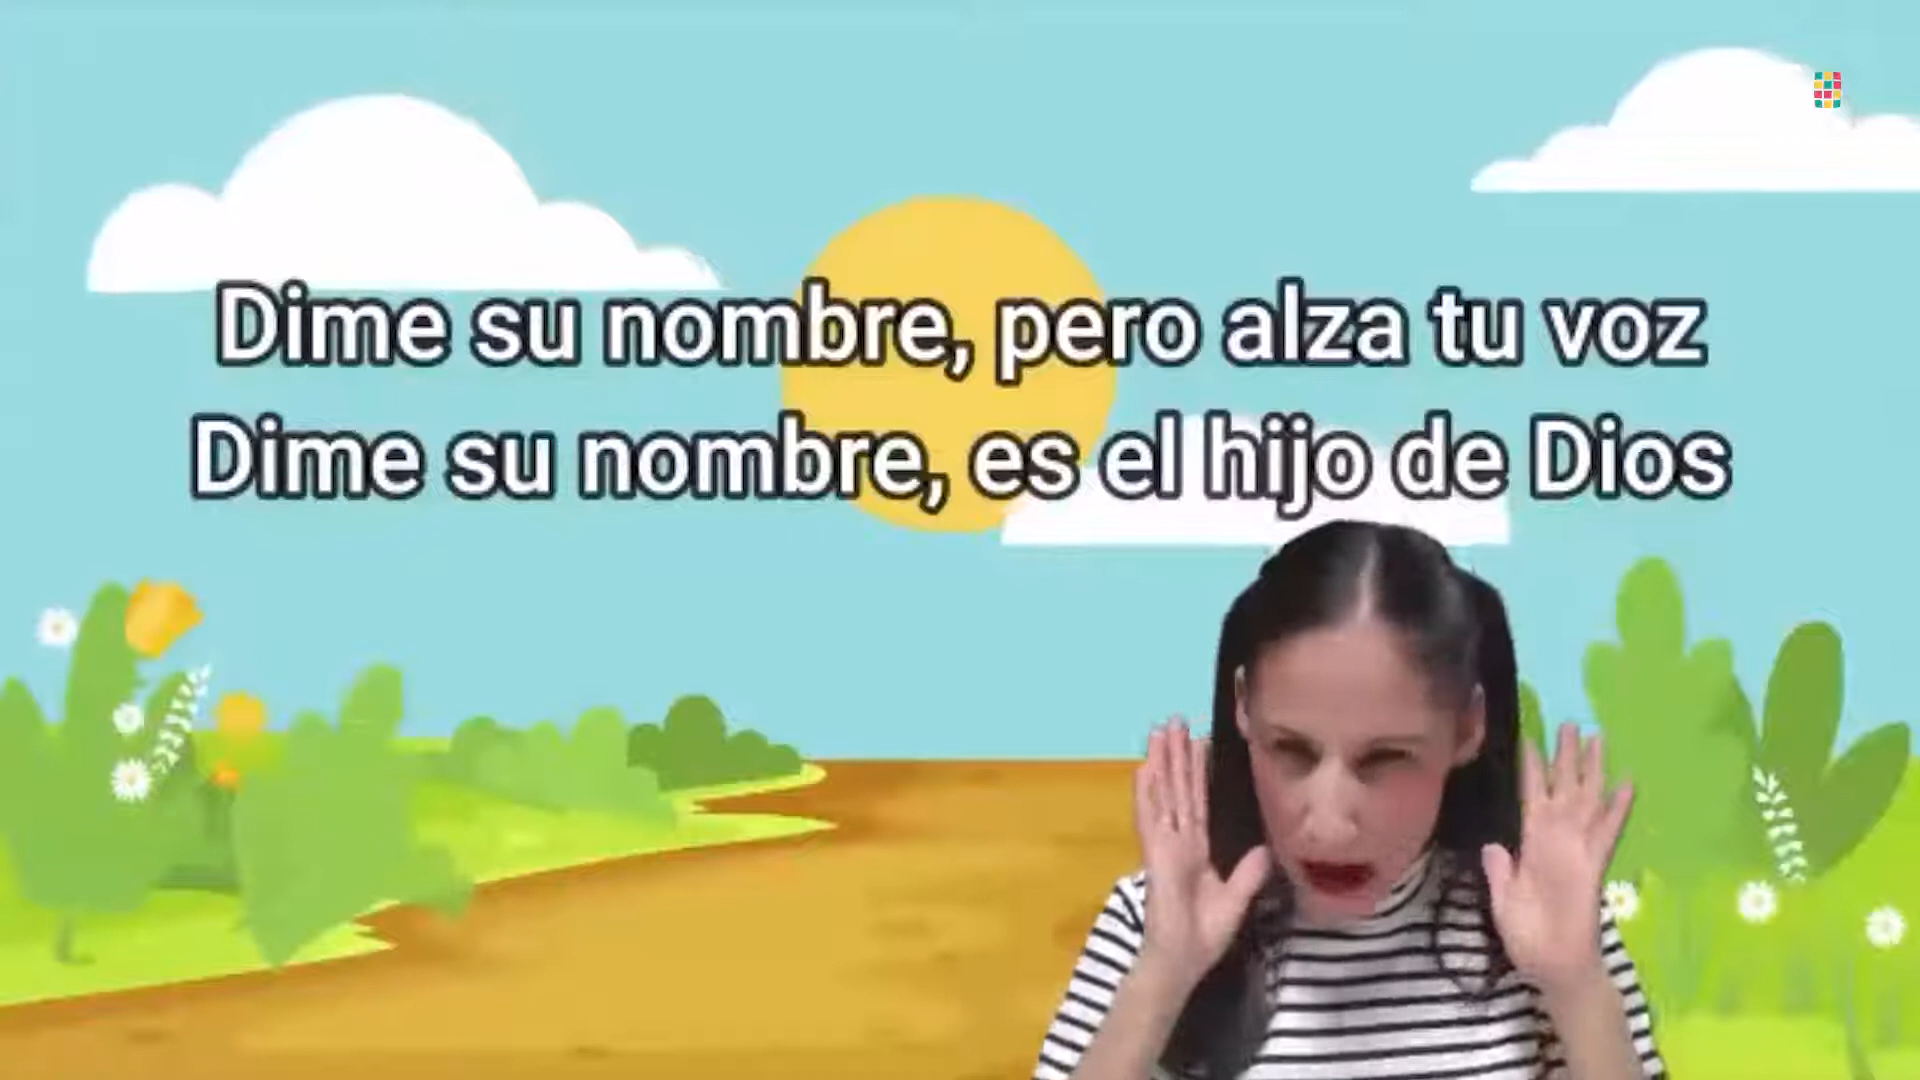 Dime su nombre, pero alza tu voz
Dime su nombre, es el hijo de Dios